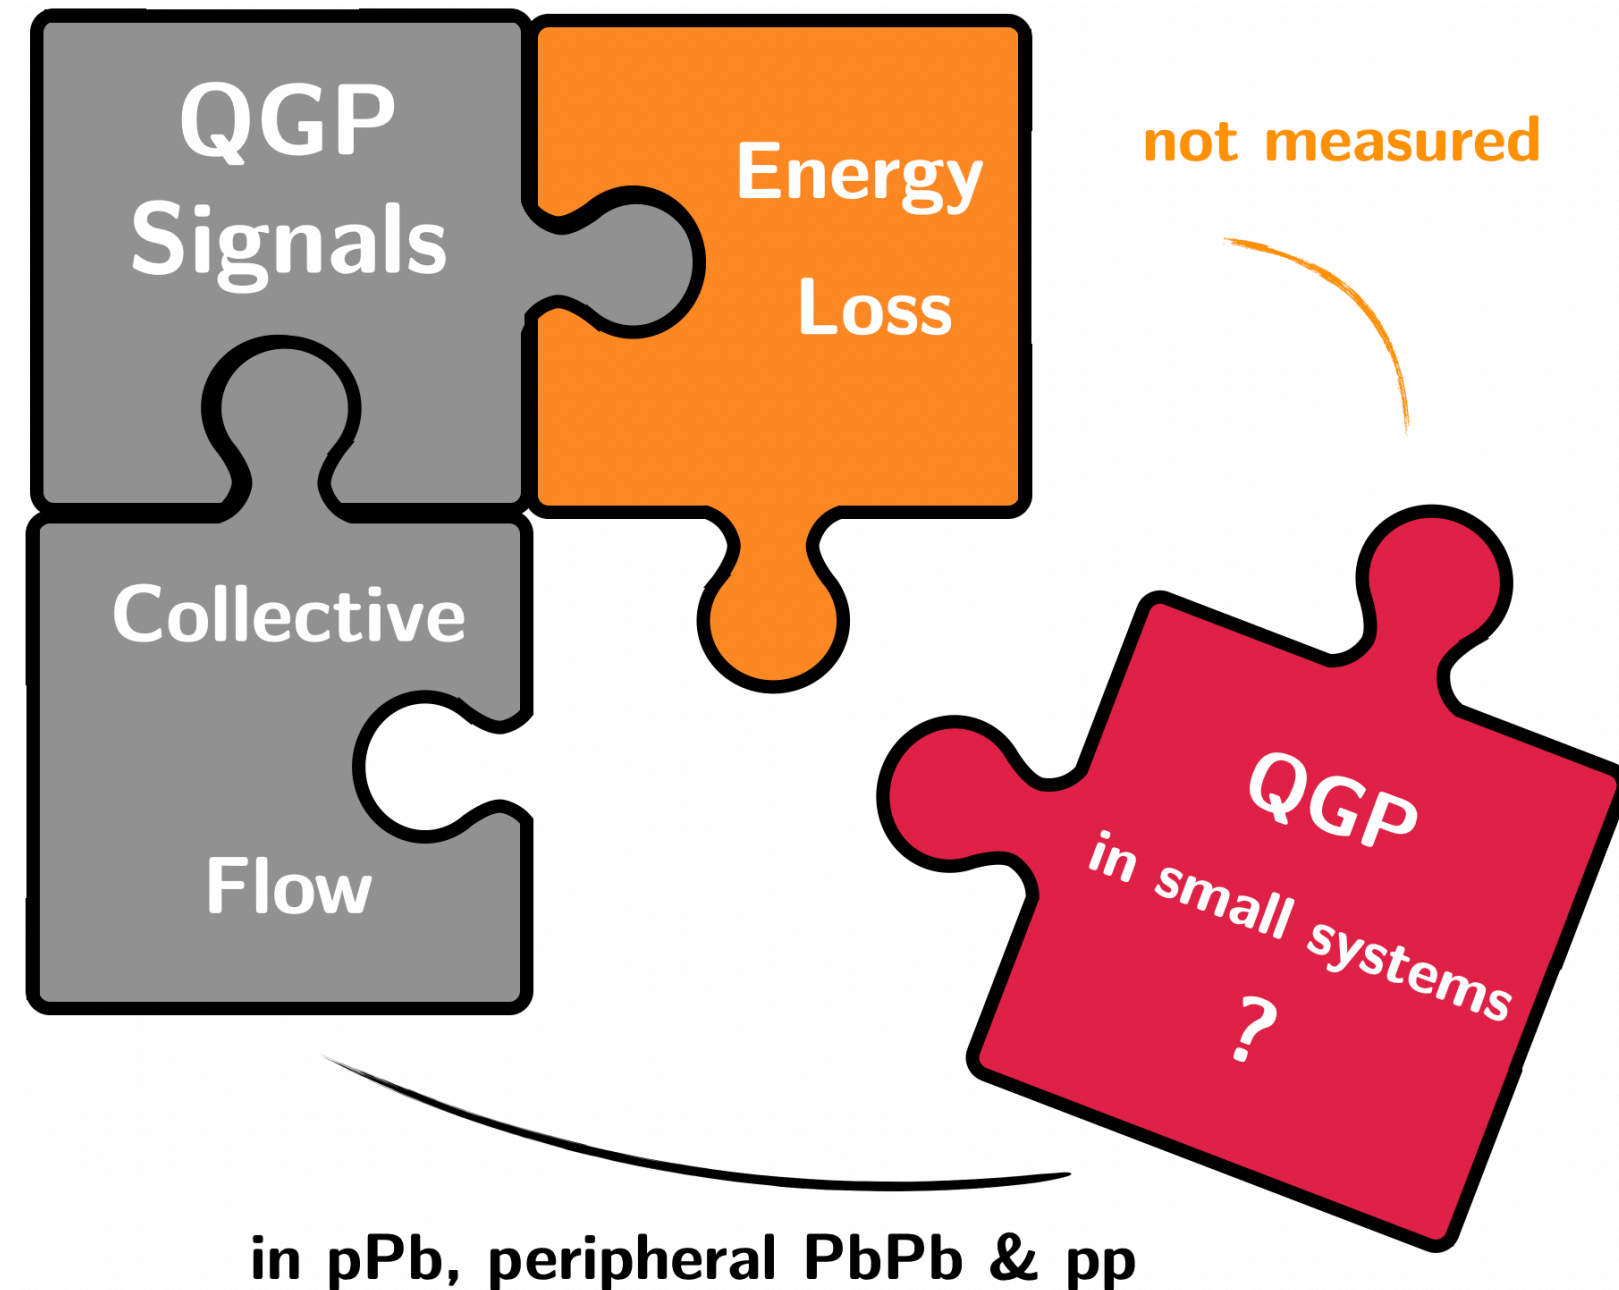 QGP
Signals
Energy
Loss
not measured
Collective
Flow
QGP
in small systems
?
in pPb, peripheral PbPb & pp